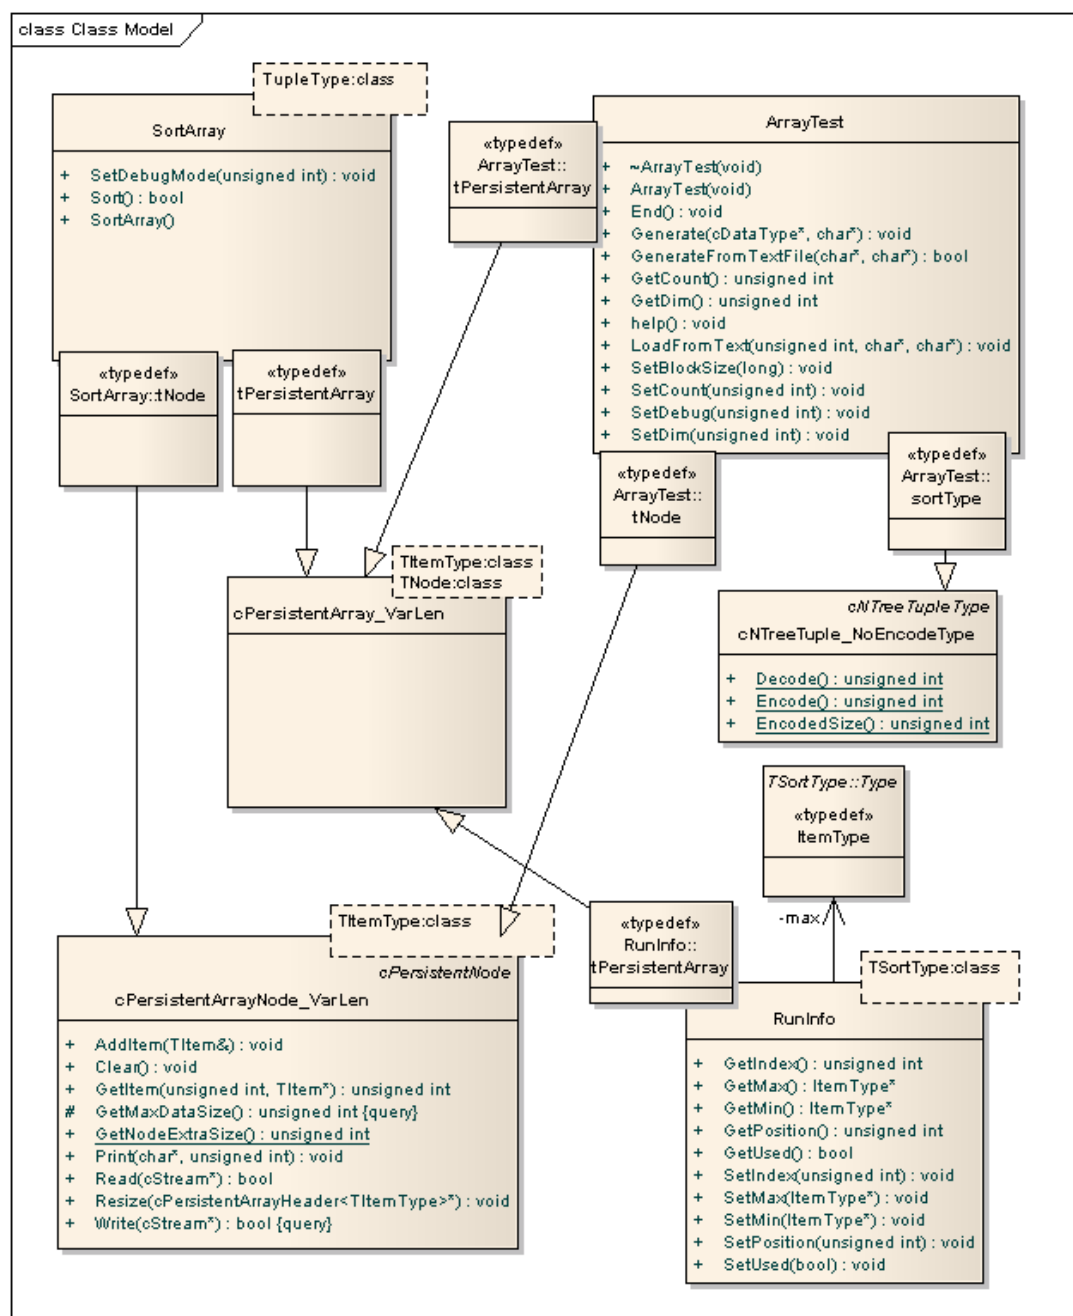 class Class Model
TupleType:class
SortArray
+ SetDebugMode(unsigned int) : void
+ Sort() : bool
+ SortArray()
«typedef»
SortArray::tNode
«typedef»
tPersistentArray
«typedef»
ArrayTest::
tPersistentArray
ArrayTest
+ ~ArrayTest(void)
+ ArrayTest(void)
+ End() : void
+ Generate(cDataType*, char*) : void
+ GenerateFromTextFile(char*, char*) : bool
+ GetCount() : unsigned int
+ GetDim() : unsigned int
+ help() : void
+ LoadFromText(unsigned int, char*, char*) : void
+ SetBlockSize(long) : void
+ SetCount(unsigned int) : void
+ SetDebug(unsigned int) : void
+ SetDim(unsigned int) : void
«typedef»
ArrayTest::
tNode
«typedef»
ArrayTest::
sortType
TItemType:class
TNode:class
cPersistentArray_VarLen
cNTreeTupleType
cNTreeTuple_NoEncodeType
+ Decode() : unsigned int
+ Encode() : unsigned int
+ EncodedSize() : unsigned int
TSortType::Type
«typedef»
ItemType
-max
«typedef»
RunInfo::
tPersistentArray
TSortType:class
RunInfo
+ GetIndex() : unsigned int
+ GetMax() : ItemType*
+ GetMin() : ItemType*
+ GetPosition() : unsigned int
+ GetUsed() : bool
+ SetIndex(unsigned int) : void
+ SetMax(ItemType*) : void
+ SetMin(ItemType*) : void
+ SetPosition(unsigned int) : void
+ SetUsed(bool) : void
TItemType:class
cPersistentNode
cPersistentArrayNode_VarLen
+ AddItem(TItem&) : void
+ Clear() : void
+ GetItem(unsigned int, TItem*) : unsigned int
# GetMaxDataSize() : unsigned int {query}
+ GetNodeExtraSize() : unsigned int
+ Print(char*, unsigned int) : void
+ Read(cStream*) : bool
+ Resize(cPersistentArrayHeader<TItemType>*) : void
+ Write(cStream*) : bool {query}